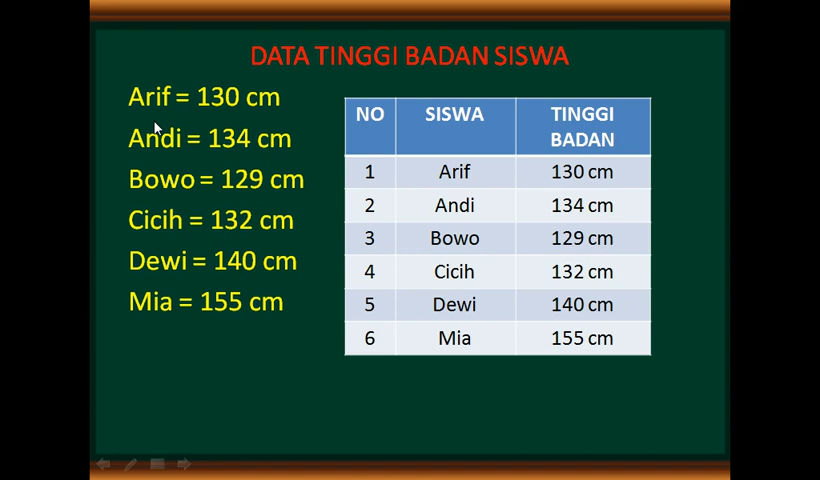 DATA TINGGI BADAN SISWA
Arif = 130 cm
Andi = 134 cm
Bowo = 129 cm
Cicih = 132 cm
Dewi = 140 cm
Mia = 155 cm
NO SISWA TINGGI
BADAN
1 Arif 130 cm
2 Andi 134 cm
3 Bowo 129 cm
4 Cicih 132 cm
5 Dewi 140 cm
6 Mia 155 cm